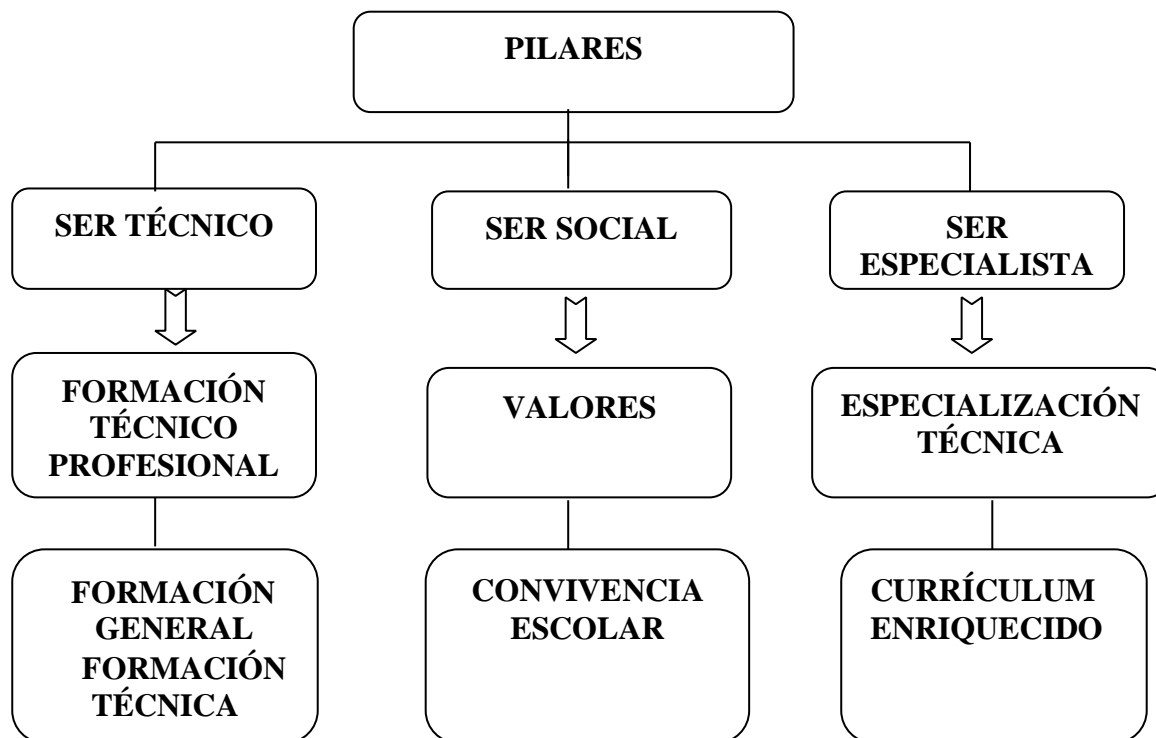 PILARES
SER TÉCNICO
SER SOCIAL
SER
ESPECIALISTA
FORMACIÓN
TÉCNICO
PROFESIONAL
VALORES
ESPECIALIZACIÓN
TÉCNICA
FORMACIÓN
GENERAL
FORMACIÓN
TÉCNICA
CONVIVENCIA
ESCOLAR
CURRÍCULUM
ENRIQUECIDO